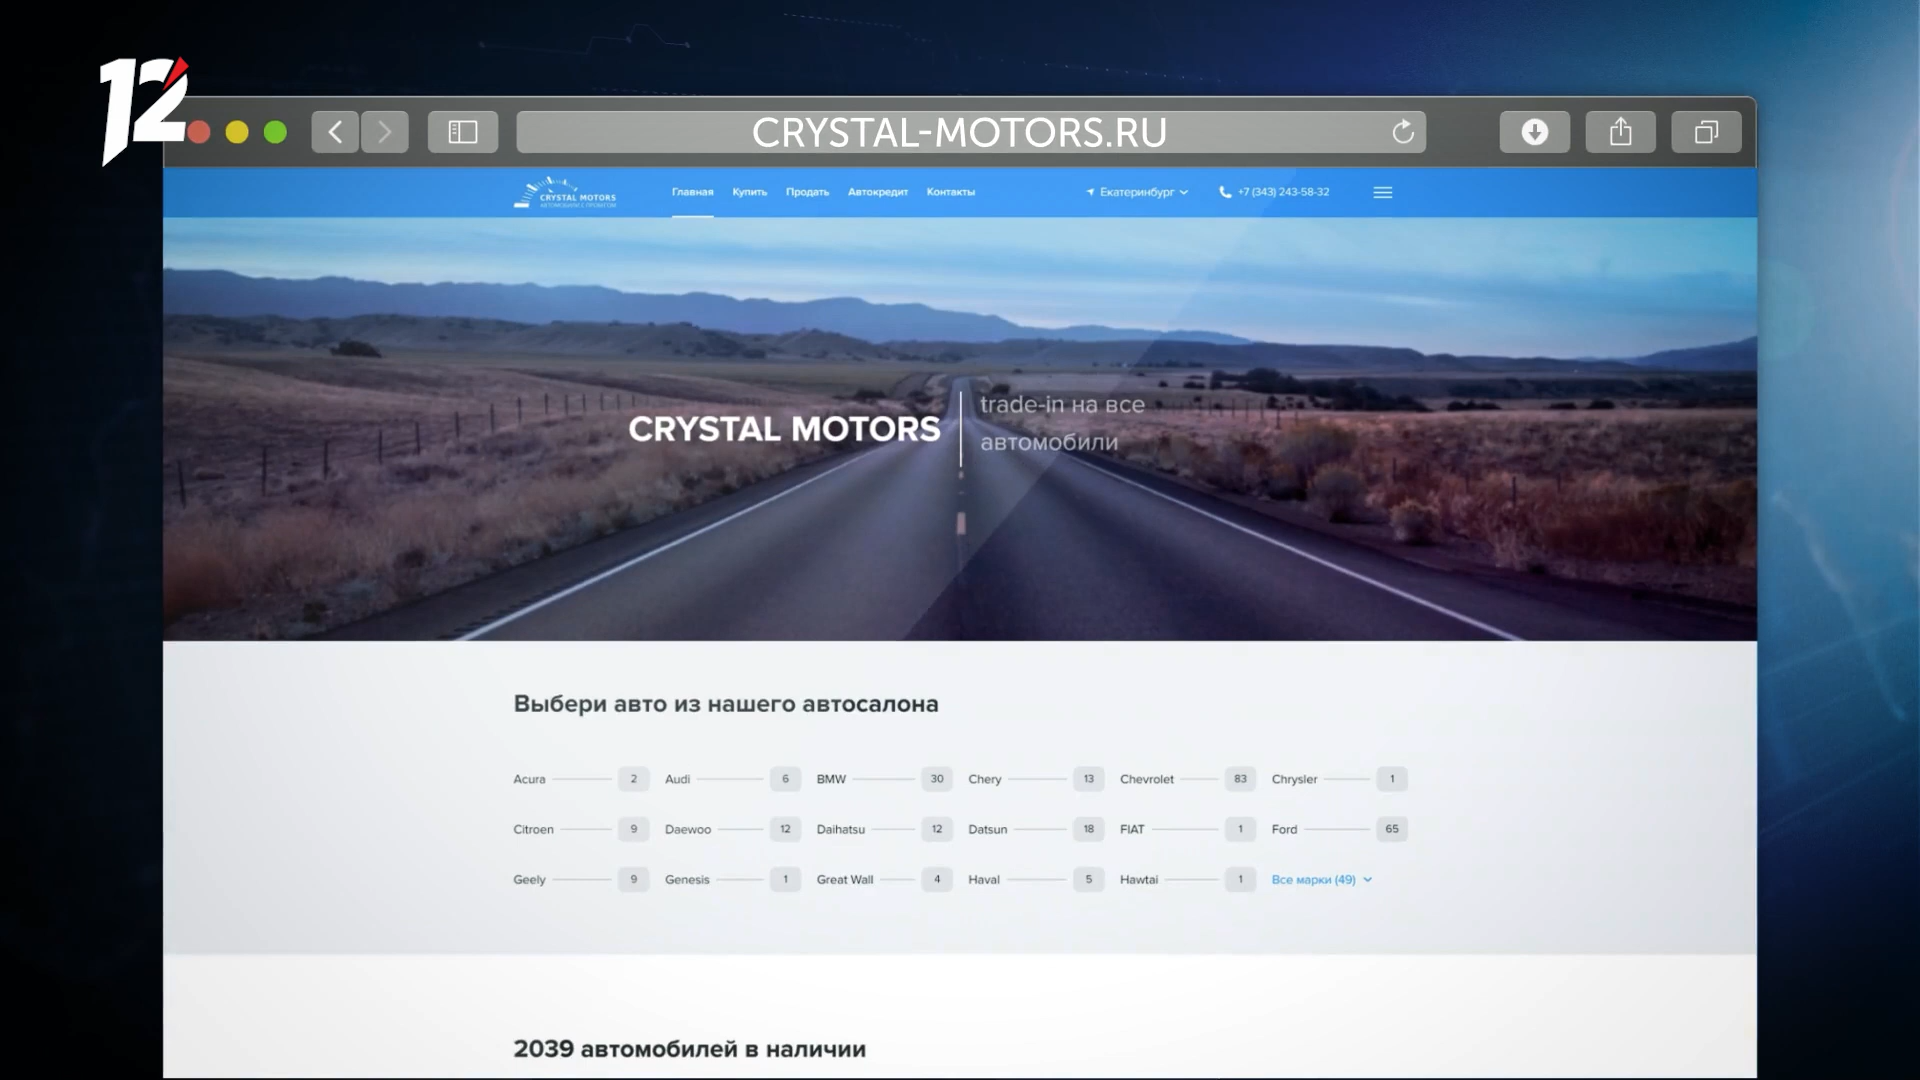 12
CRYSTAL-MOTORS.RU
CRYSTAL MOTORS
АВТОМОБИЛИ С ПРОБЕГОМ
Главная Купить Продать Автокредит Контакты Екатеринбург +7 (343) 243-58-32
CRYSTAL MOTORS
trade-in на все
автомобили
Выбери авто из нашего автосалона
Acura 2 Audi 6 BMW 30 Chery 13 Chevrolet 83 Chrysler 1
Citroen 9 Daewoo 12 Daihatsu 12 Datsun 18 FIAT 1 Ford 65
Geely 9 Genesis 1 Great Wall 4 Haval 5 Hawtai 1 Все марки (49)
2039 автомобилей в наличии